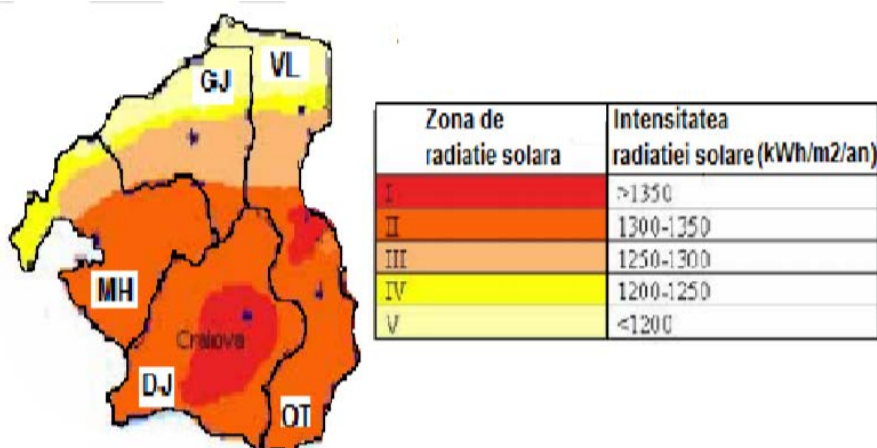 GJ
VL
MH
Craiova
DJ
OT
Zona de
radiatie solara
Intensitatea
radiatiei solare (kWh/m2/an)
I
>1350
II
1300-1350
III
1250-1300
IV
1200-1250
V
<1200